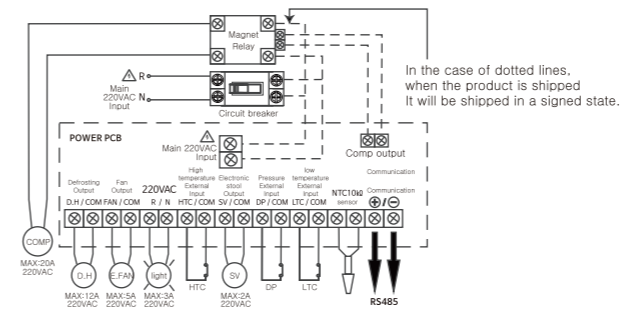 Magnet
Relay
In the case of dotted lines,
when the product is shipped
It will be shipped in a signed state.
R
Main
220VAC N
Input
Circuit breaker
POWER PCB
Main 220VAC
Input
Comp output
Communication
Defrosting
Output
D.H / COM
Fan
Output
FAN / COM
220VAC
R / N
High
temperature
External
Input
HTC / COM
Electronic
stool
Output
SV / COM
Pressure
External
Input
DP / COM
low
temperature
External
Input
LTC / COM
NTC10kΩ
sensor
Communication
⊕/⊖
COMP
MAX:20A
220VAC
D.H
MAX:12A
220VAC
E.FAN
MAX:5A
220VAC
light
MAX:3A
220VAC
HTC
SV
MAX:2A
220VAC
DP
LTC
RS485